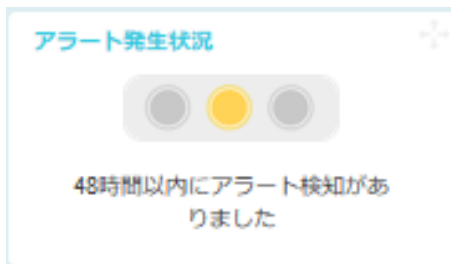 アラート発生状況
48時間以内にアラート検知があ
りました